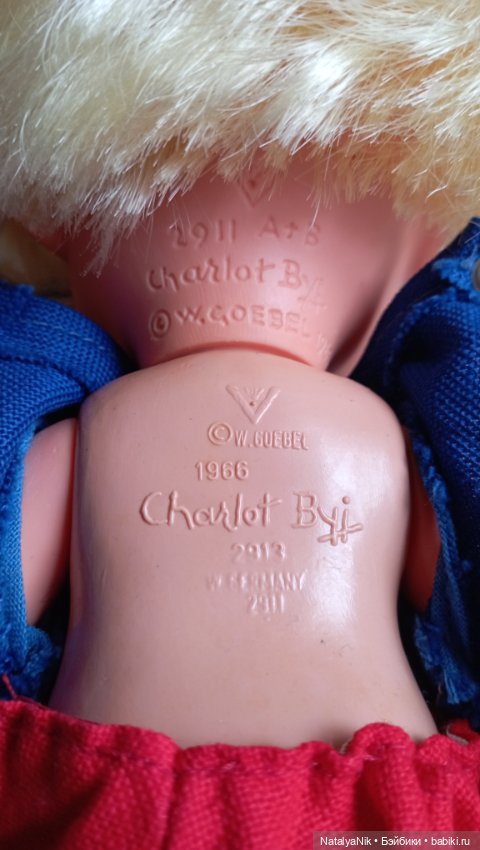 2911 A+B
Charlot Byj
© W. GOEBEL
© W. GOEBEL
1966
Charlot Byj
2913
W. GERMANY
2911
NatalyaNik • Бэйбики • babiki.ru